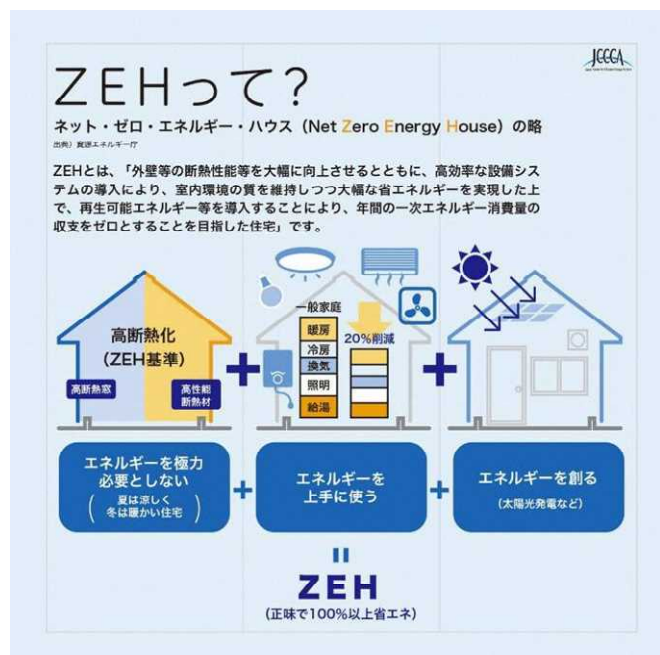 JCCCA
ZEHって？
ネット・ゼロ・エネルギー・ハウス（Net Zero Energy House）の略
出典）資源エネルギー庁
ZEHとは、「外壁等の断熱性能等を大幅に向上させるとともに、高効率な設備シス
テムの導入により、室内環境の質を維持しつつ大幅な省エネルギーを実現した上
で、再生可能エネルギー等を導入することにより、年間の一次エネルギー消費量の
収支をゼロとすることを目指した住宅」です。
高断熱化
（ZEH基準）
高断熱窓
高性能
断熱材
+
一般家庭
暖房
冷房
換気
照明
給湯
20%削減
+
エネルギーを極力
必要としない
（夏は涼しく
冬は暖かい住宅）
+
エネルギーを
上手に使う
+
エネルギーを創る
（太陽光発電など）
=
ZEH
（正味で100%以上省エネ）